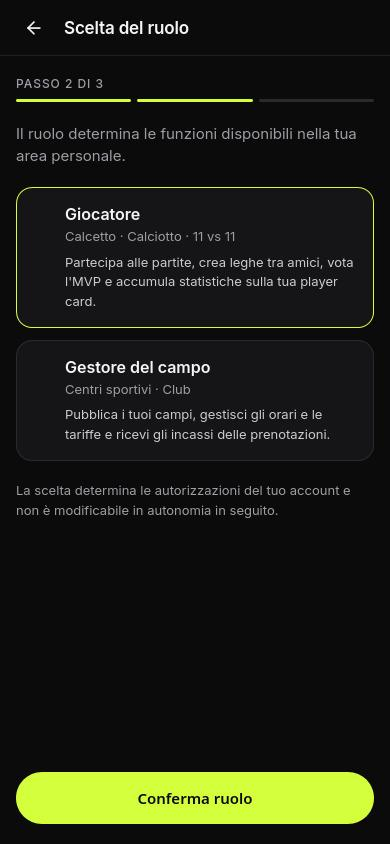 Scelta del ruolo
PASSO 2 DI 3
Il ruolo determina le funzioni disponibili nella tua
area personale.
Giocatore
Calcetto · Calciotto · 11 vs 11
Partecipa alle partite, crea leghe tra amici, vota
l'MVP e accumula statistiche sulla tua player
card.
Gestore del campo
Centri sportivi · Club
Pubblica i tuoi campi, gestisci gli orari e le
tariffe e ricevi gli incassi delle prenotazioni.
La scelta determina le autorizzazioni del tuo account e
non è modificabile in autonomia in seguito.
Conferma ruolo